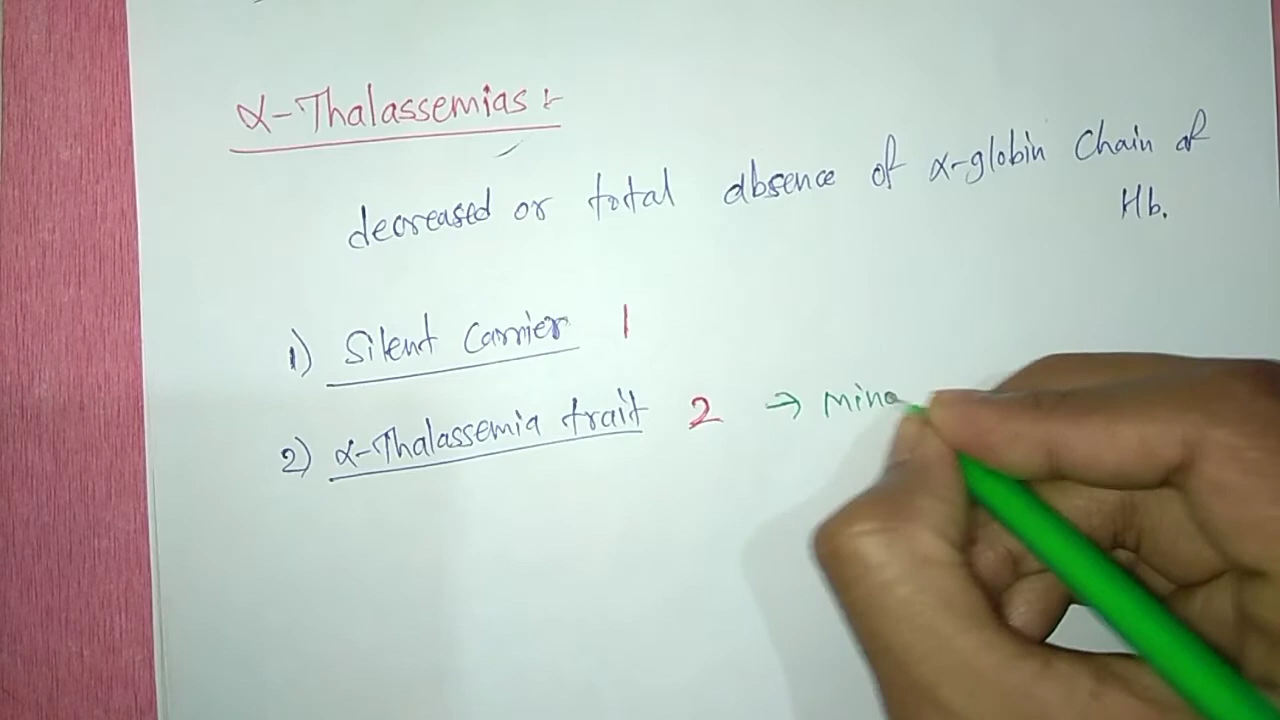 α-Thalassemias :-
decreased or total absence of α-globin Chain of
Hb.
1) Silent Carrier 1
2) α-Thalassemia trait 2 → Mino